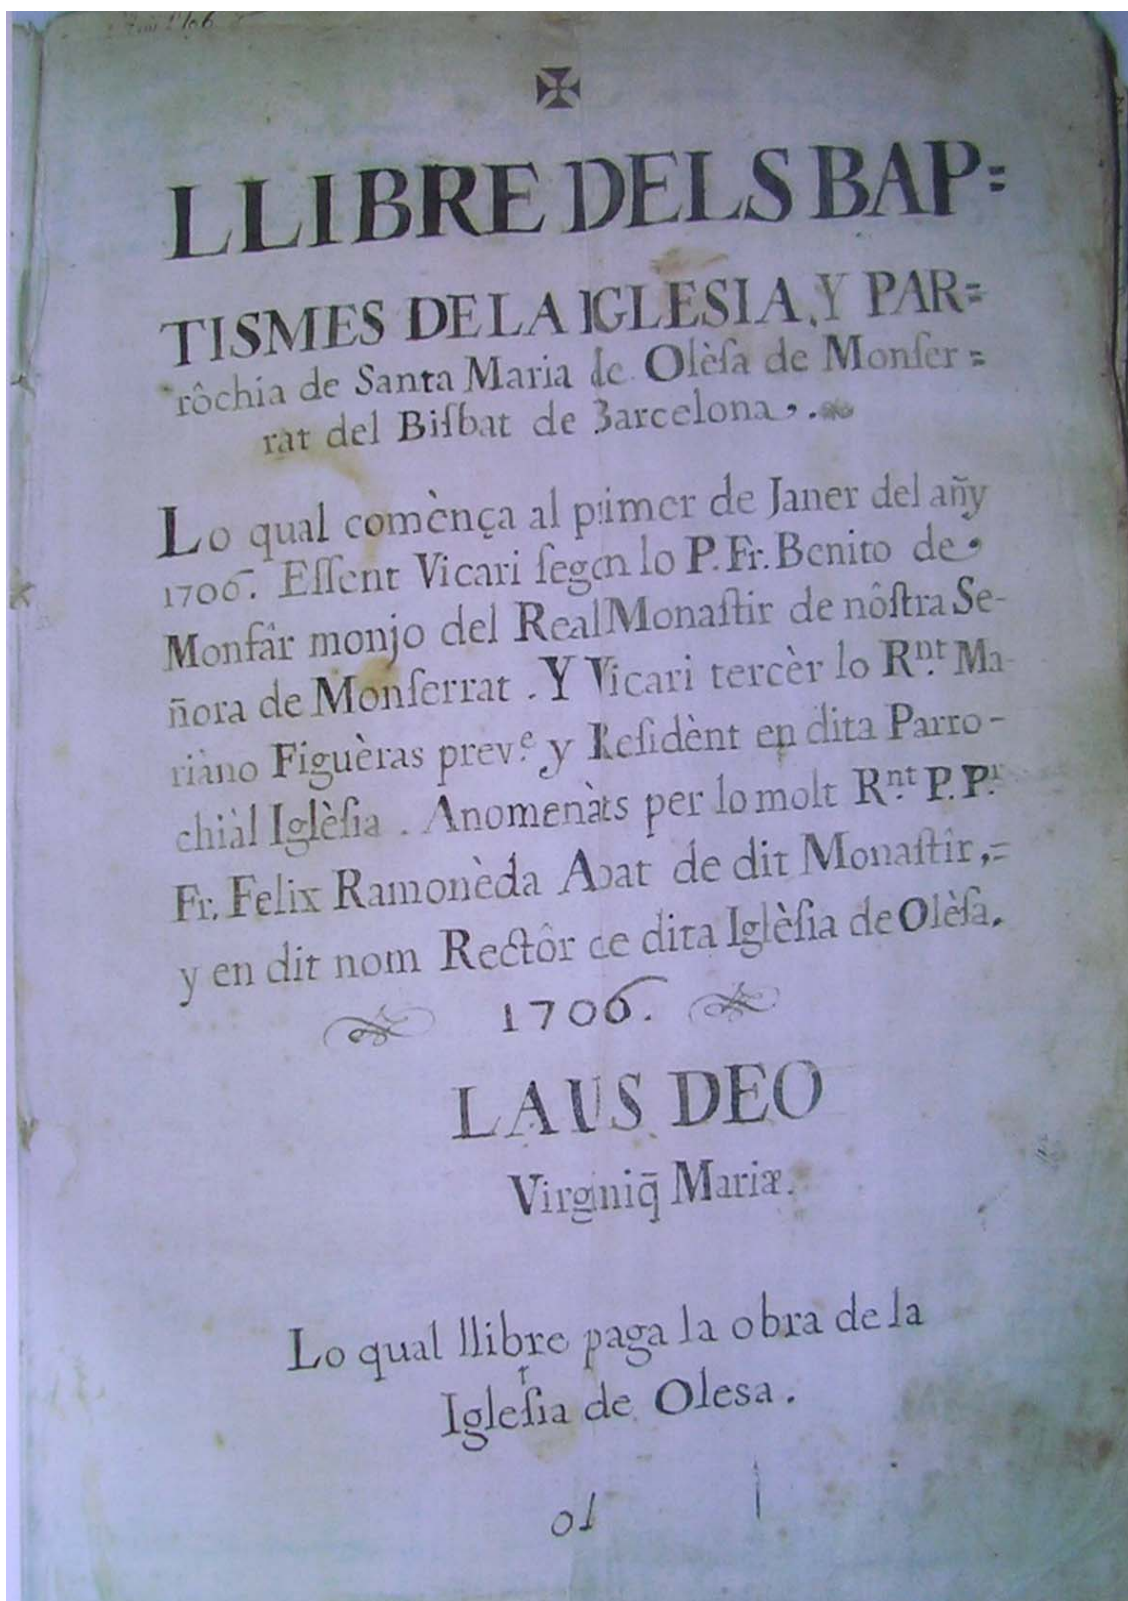 ✠
LLIBRE DELS BAP=
TISMES DE LA IGLESIA, Y PAR=
rôchia de Santa Maria de Olèſa de Monſer=
rat del Biſbat de Barcelona,.
Lo qual comènça al primer de Janer del añy
1706. Eſſent Vicari ſegon lo P. Fr. Benito de
Monfâr monjo del Real Monaſtir de nôſtra Se-
ñora de Monſerrat. Y Vicari tercèr lo Rnt. Ma-
riàno Figuèras preve. y Reſidènt en dita Parro-
chiàl Iglèſia. Anomenàts per lo molt Rnt. P. Pr.
Fr. Felix Ramonèda Abat de dit Monaſtir,=
y en dit nom Rectôr de dita Iglèſia de Olèſa.
1706.
LAUS DEO
Virginiq̃ Mariæ.
Lo qual llibre paga la obra de la
Igleſia de Olesa.